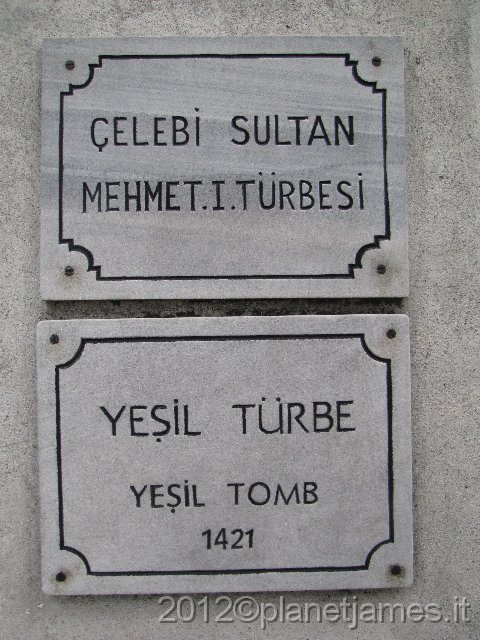 ÇELEBİ SULTAN
MEHMET.I.TÜRBESİ
YEŞİL TÜRBE
YEŞİL TOMB
1421
2012©planetjames.it